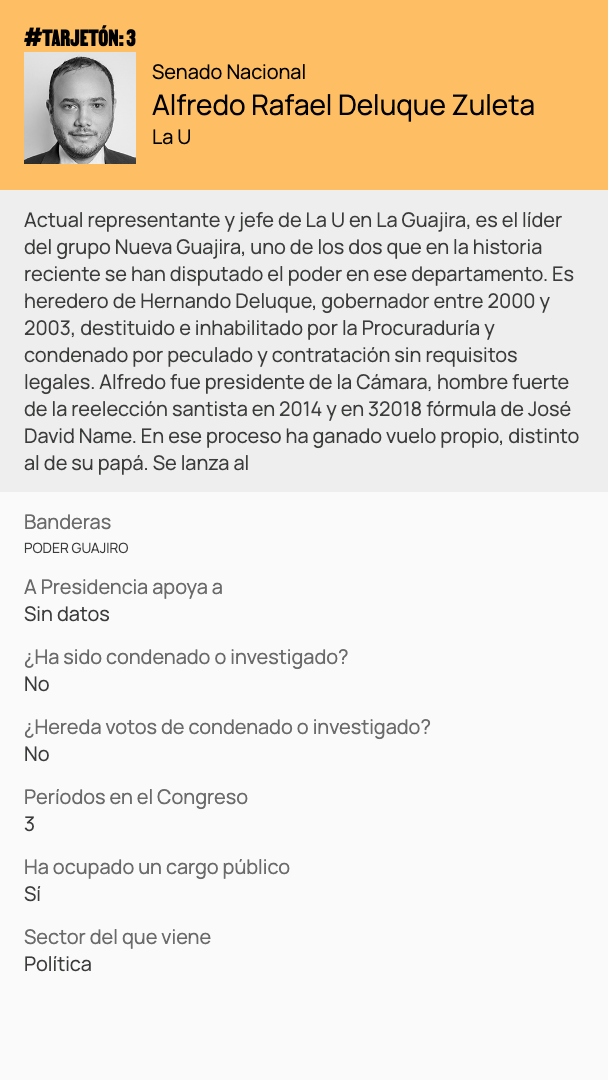 #TARJETÓN: 3
Senado Nacional
Alfredo Rafael Deluque Zuleta
La U
Actual representante y jefe de La U en La Guajira, es el líder
del grupo Nueva Guajira, uno de los dos que en la historia
reciente se han disputado el poder en ese departamento. Es
heredero de Hernando Deluque, gobernador entre 2000 y
2003, destituido e inhabilitado por la Procuraduría y
condenado por peculado y contratación sin requisitos
legales. Alfredo fue presidente de la Cámara, hombre fuerte
de la reelección santista en 2014 y en 32018 fórmula de José
David Name. En ese proceso ha ganado vuelo propio, distinto
al de su papá. Se lanza al
Banderas
PODER GUAJIRO
A Presidencia apoya a
Sin datos
¿Ha sido condenado o investigado?
No
¿Hereda votos de condenado o investigado?
No
Períodos en el Congreso
3
Ha ocupado un cargo público
Sí
Sector del que viene
Política